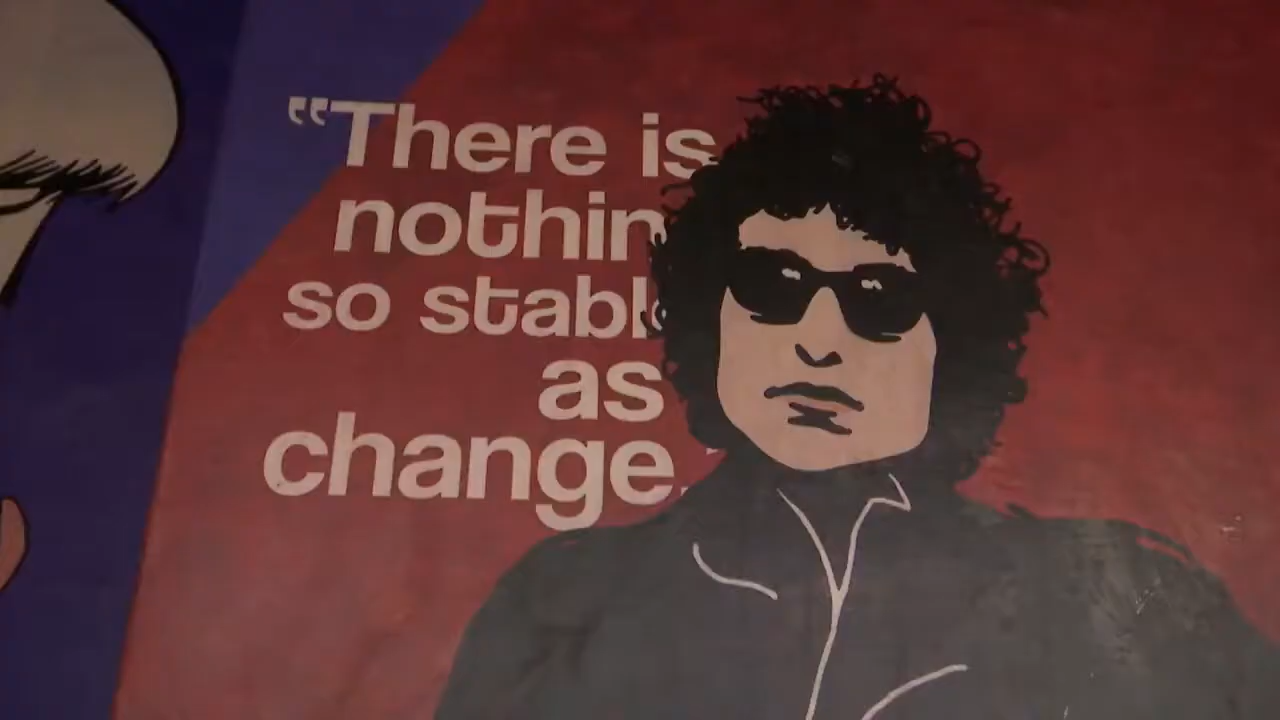 “There is
nothin
so stabl
as
change.